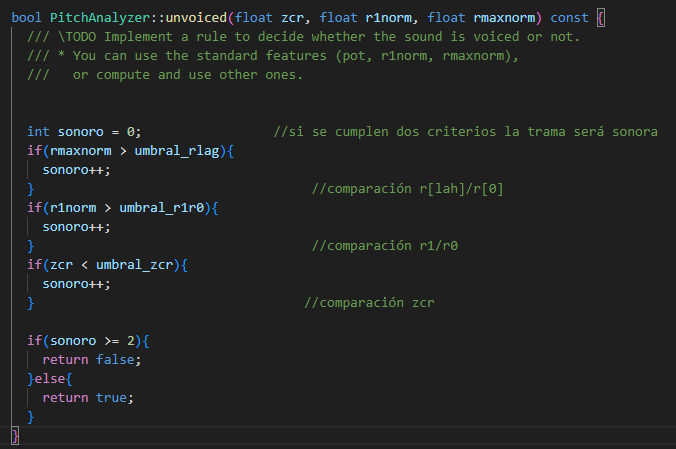 bool PitchAnalyzer::unvoiced(float zcr, float r1norm, float rmaxnorm) const {
/// \TODO Implement a rule to decide whether the sound is voiced or not.
/// * You can use the standard features (pot, r1norm, rmaxnorm),
///   or compute and use other ones.
int sonoro = 0; //si se cumplen dos criterios la trama será sonora
if(rmaxnorm > umbral_rlag){
sonoro++;
} //comparación r[lah]/r[0]
if(r1norm > umbral_r1r0){
sonoro++;
} //comparación r1/r0
if(zcr < umbral_zcr){
sonoro++;
} //comparación zcr
if(sonoro >= 2){
return false;
}else{
return true;
}
}